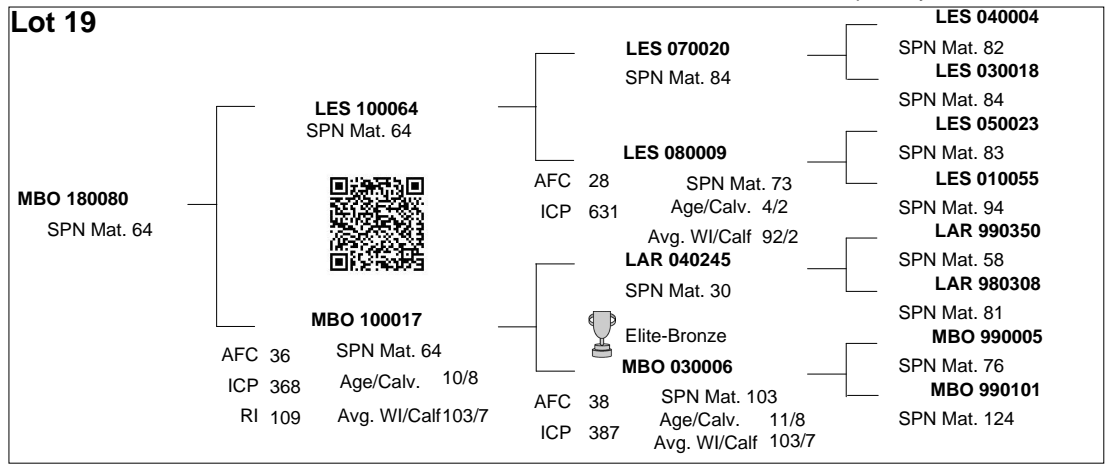 Lot 19
LES 040004
LES 070020
SPN Mat. 82
SPN Mat. 84
LES 030018
LES 100064
SPN Mat. 84
SPN Mat. 64
LES 050023
LES 080009
SPN Mat. 83
AFC 28 SPN Mat. 73
LES 010055
MBO 180080
ICP 631 Age/Calv. 4/2
SPN Mat. 94
SPN Mat. 64
Avg. WI/Calf 92/2
LAR 990350
LAR 040245
SPN Mat. 58
SPN Mat. 30
LAR 980308
MBO 100017
SPN Mat. 81
Elite-Bronze
MBO 990005
AFC 36 SPN Mat. 64
MBO 030006
SPN Mat. 76
ICP 368 Age/Calv. 10/8
MBO 990101
AFC 38 SPN Mat. 103
RI 109 Avg. WI/Calf 103/7
Age/Calv. 11/8
SPN Mat. 124
ICP 387 Avg. WI/Calf 103/7